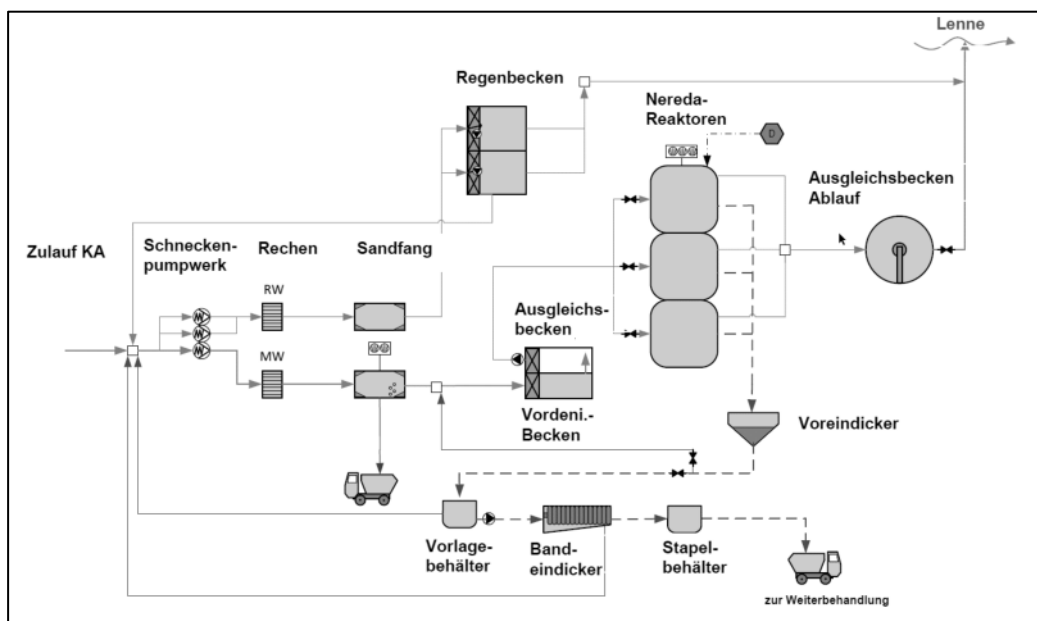 Lenne
Regenbecken
Nereda-
Reaktoren
D
Ausgleichsbecken
Ablauf
Zulauf KA
Schnecken-
pumpwerk
Rechen
Sandfang
RW
Ausgleichs-
becken
MW
Vordeni.-
Becken
Voreindicker
Vorlage-
behälter
Band-
eindicker
Stapel-
behälter
zur Weiterbehandlung